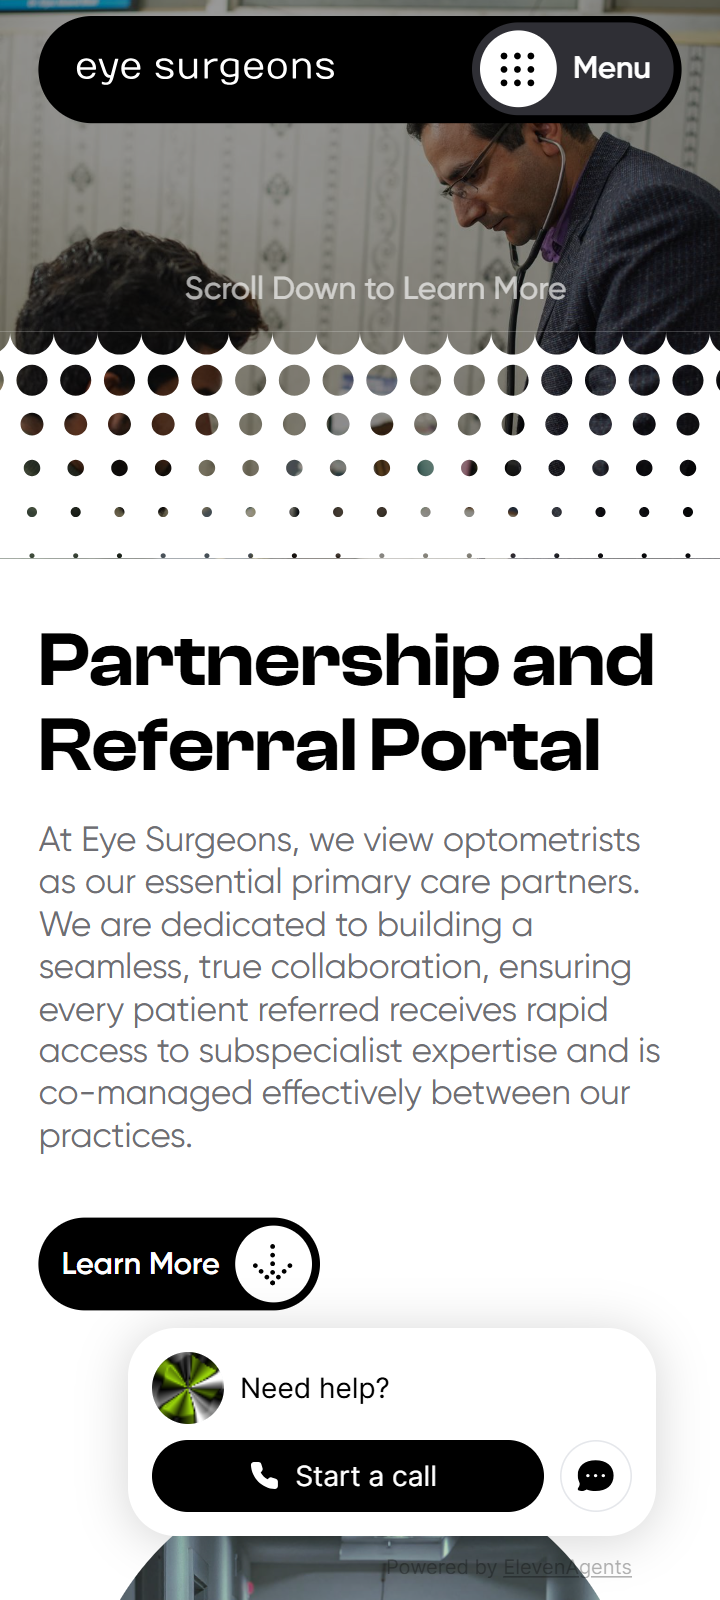 eye surgeons
Menu
Scroll Down to Learn More
Partnership and
Referral Portal
At Eye Surgeons, we view optometrists
as our essential primary care partners.
We are dedicated to building a
seamless, true collaboration, ensuring
every patient referred receives rapid
access to subspecialist expertise and is
co-managed effectively between our
practices.
Learn More
Need help?
Start a call
Powered by ElevenAgents